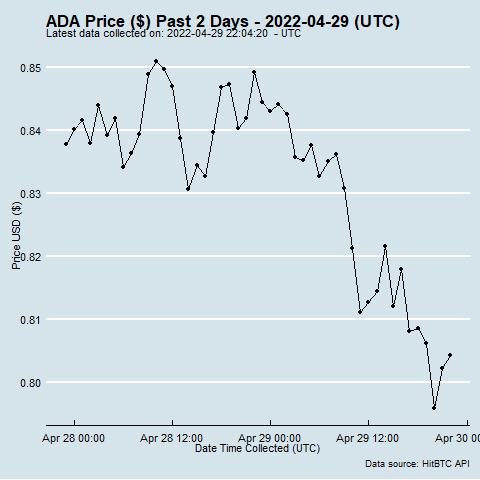 ADA Price ($) Past 2 Days - 2022-04-29 (UTC)
Latest data collected on: 2022-04-29 22:04:20 - UTC
0.85
0.84
0.83
0.82
0.81
0.80
Price USD ($)
Apr 28 00:00 Apr 28 12:00 Apr 29 00:00 Apr 29 12:00 Apr 30 00
Date Time Collected (UTC)
Data source: HitBTC API